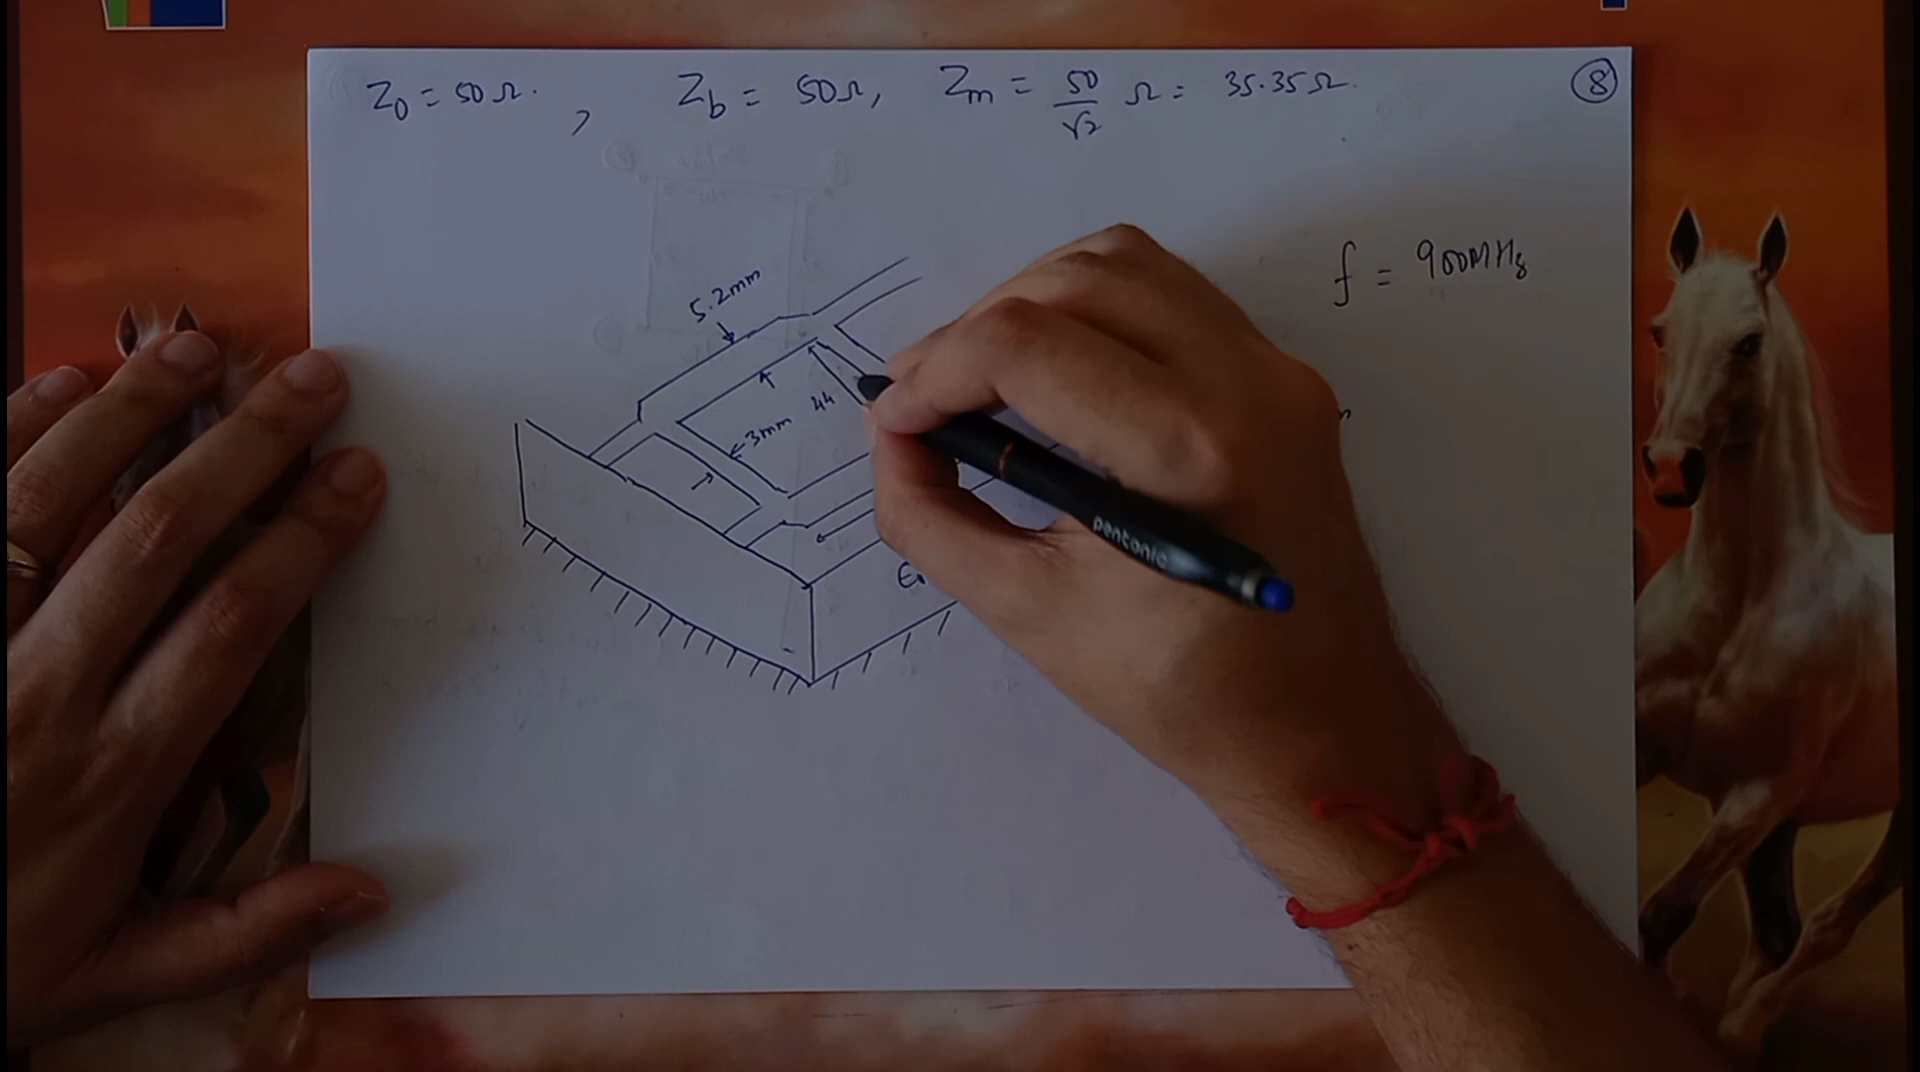 Z0 = 50Ω. , Zb = 50Ω, Zm = 50/√2 Ω = 35.35Ω. 8
f = 900MHz
5.2mm
44
3mm
pentonic